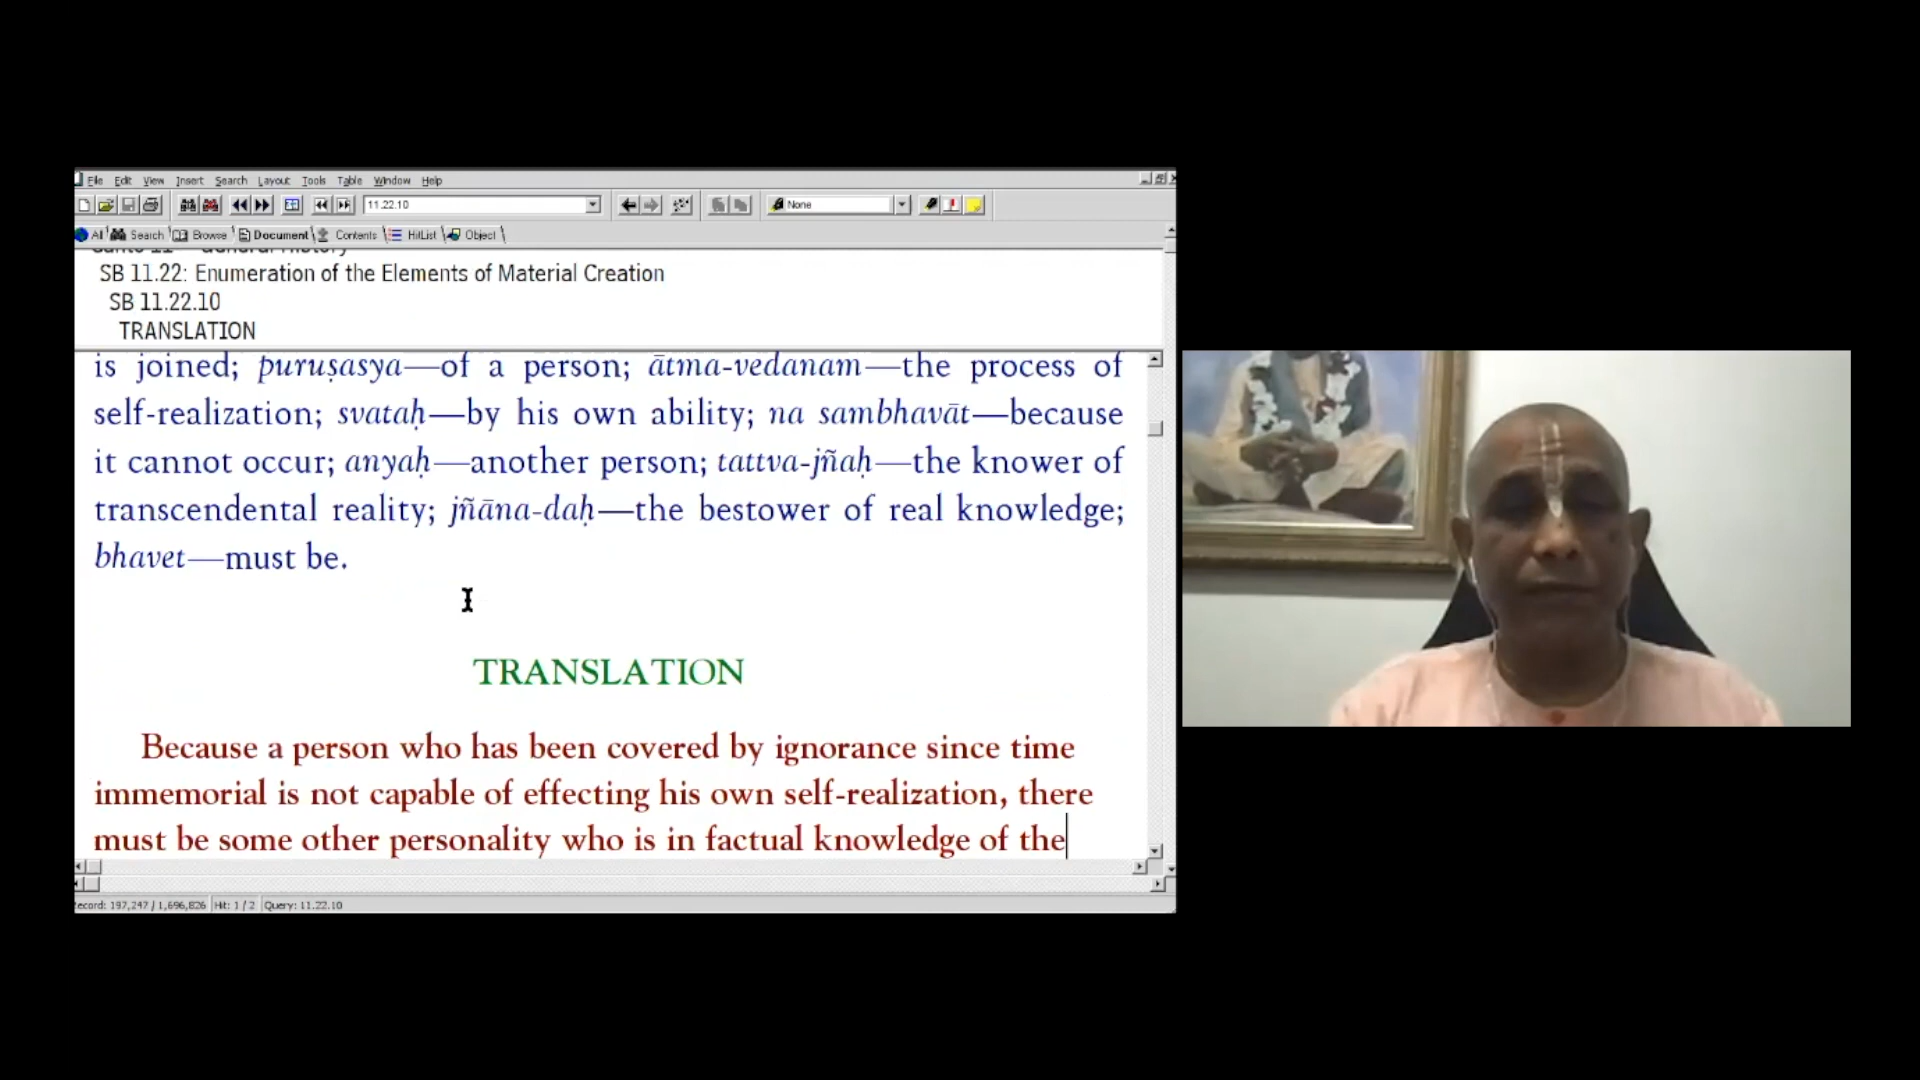 File Edit View Insert Search Layout Tools Table Window Help
11.22.10 None
All Search Browse Document Contents HitList Object
SB 11.22: Enumeration of the Elements of Material Creation
SB 11.22.10
TRANSLATION
is joined; puruṣasya—of a person; ātma-vedanam—the process of
self-realization; svataḥ—by his own ability; na sambhavāt—because
it cannot occur; anyaḥ—another person; tattva-jñaḥ—the knower of
transcendental reality; jñāna-daḥ—the bestower of real knowledge;
bhavet—must be.
TRANSLATION
Because a person who has been covered by ignorance since time
immemorial is not capable of effecting his own self-realization, there
must be some other personality who is in factual knowledge of the
ecord: 197,247 / 1,696,826 Hit: 1 / 2 Query: 11.22.10